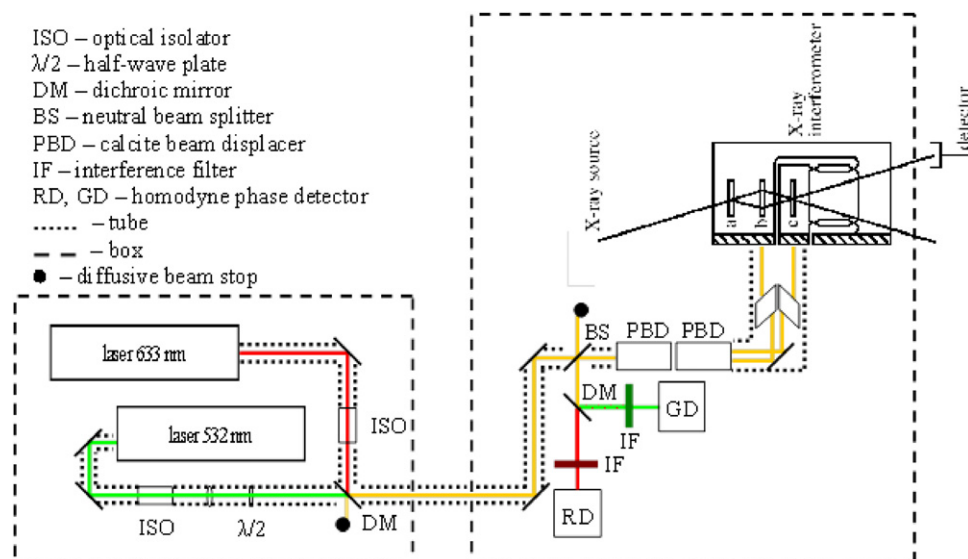 ISO – optical isolator
λ/2 – half-wave plate
DM – dichroic mirror
BS – neutral beam splitter
PBD – calcite beam displacer
IF – interference filter
RD, GD – homodyne phase detector
– tube
– box
– diffusive beam stop
X-ray source
X-ray
interferometer
detector
a
b
c
laser 633 nm
ISO
laser 532 nm
ISO
λ/2
DM
BS
PBD
PBD
DM
GD
IF
IF
RD